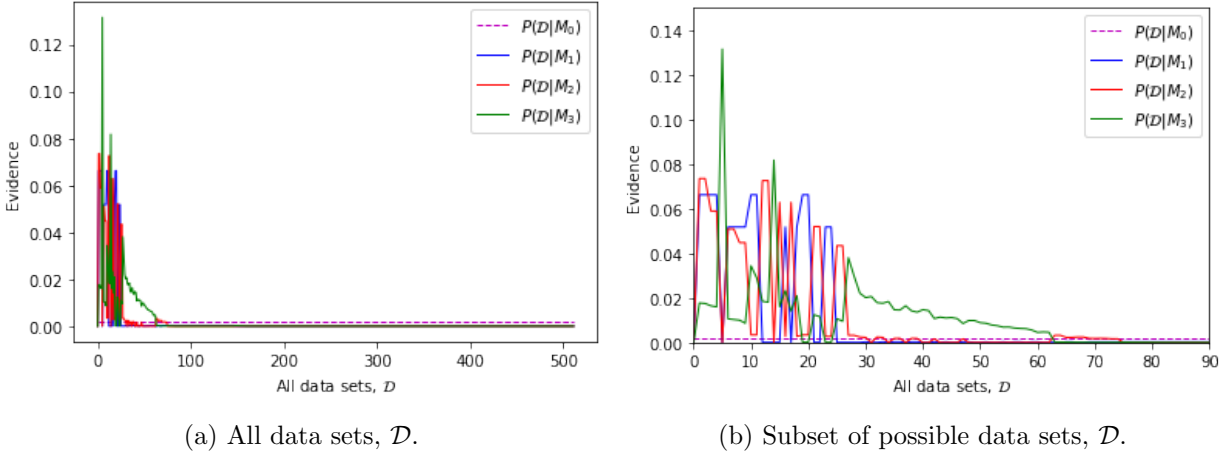 0.12
0.10
0.08
0.06
0.04
0.02
0.00
Evidence
0 100 200 300 400 500
All data sets, 𝒟
P(𝒟|M₀)
P(𝒟|M₁)
P(𝒟|M₂)
P(𝒟|M₃)
(a) All data sets, 𝒟.
0.14
0.12
0.10
0.08
0.06
0.04
0.02
0.00
Evidence
0 10 20 30 40 50 60 70 80 90
All data sets, 𝒟
P(𝒟|M₀)
P(𝒟|M₁)
P(𝒟|M₂)
P(𝒟|M₃)
(b) Subset of possible data sets, 𝒟.